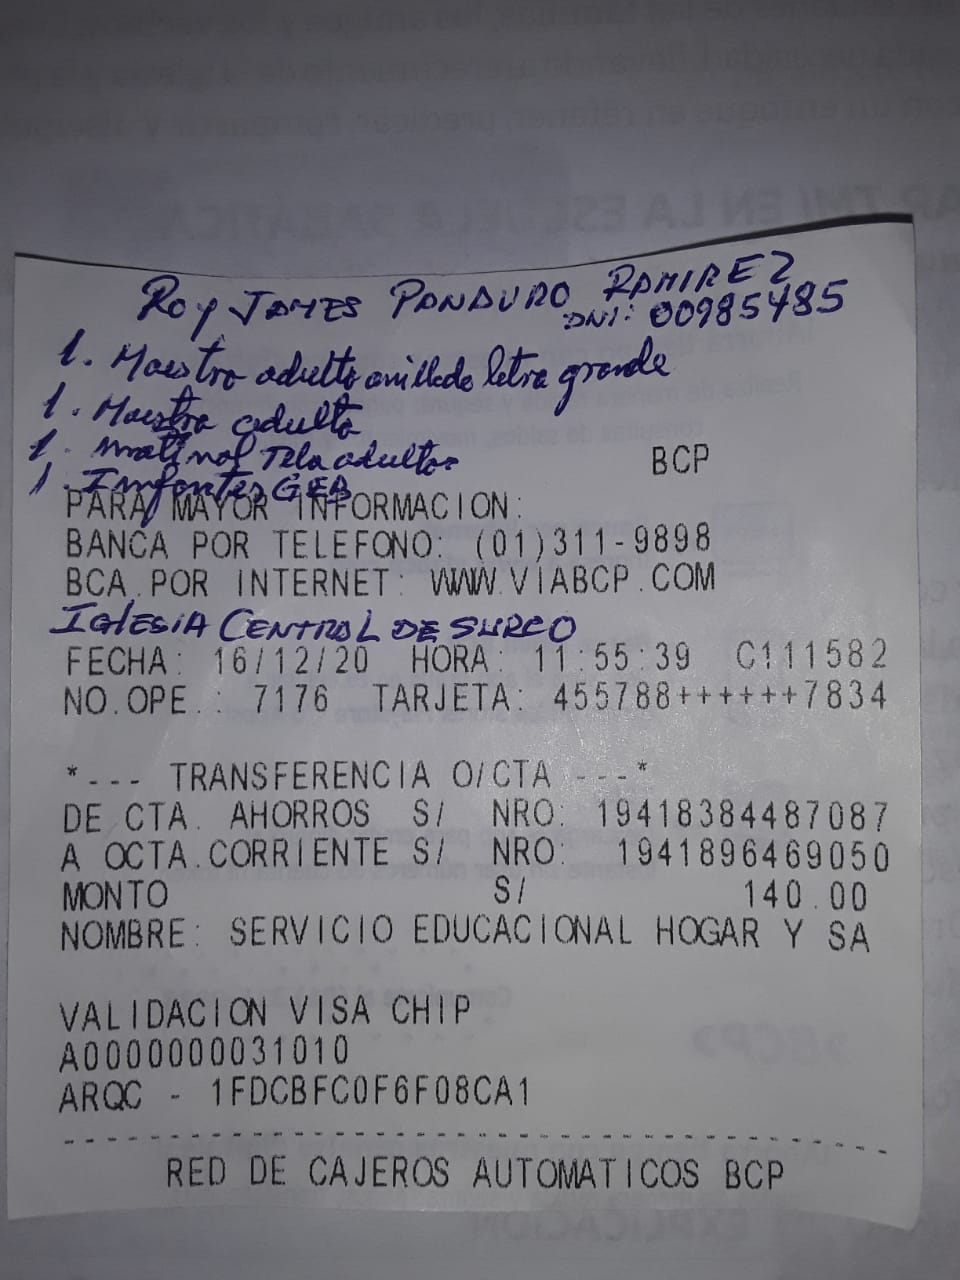 ROY JAMES PANDURO RAMIREZ
DNI: 00985485
1. Maestro adulto anillado letra grande
1. Maestro adulto
1. matinal Tela adultos
1. Infantes GEB
BCP
PARA MAYOR INFORMACION:
BANCA POR TELEFONO: (01)311-9898
BCA.POR INTERNET: WWW.VIABCP.COM
IGLESIA CENTRAL DE SURCO
FECHA: 16/12/20 HORA: 11:55:39 C111582
NO.OPE.: 7176 TARJETA: 455788++++++7834
*--- TRANSFERENCIA O/CTA ---*
DE CTA. AHORROS S/ NRO: 19418384487087
A OCTA.CORRIENTE S/ NRO: 1941896469050
MONTO S/ 140.00
NOMBRE: SERVICIO EDUCACIONAL HOGAR Y SA
VALIDACION VISA CHIP
A0000000031010
ARQC - 1FDCBFC0F6F08CA1
RED DE CAJEROS AUTOMATICOS BCP